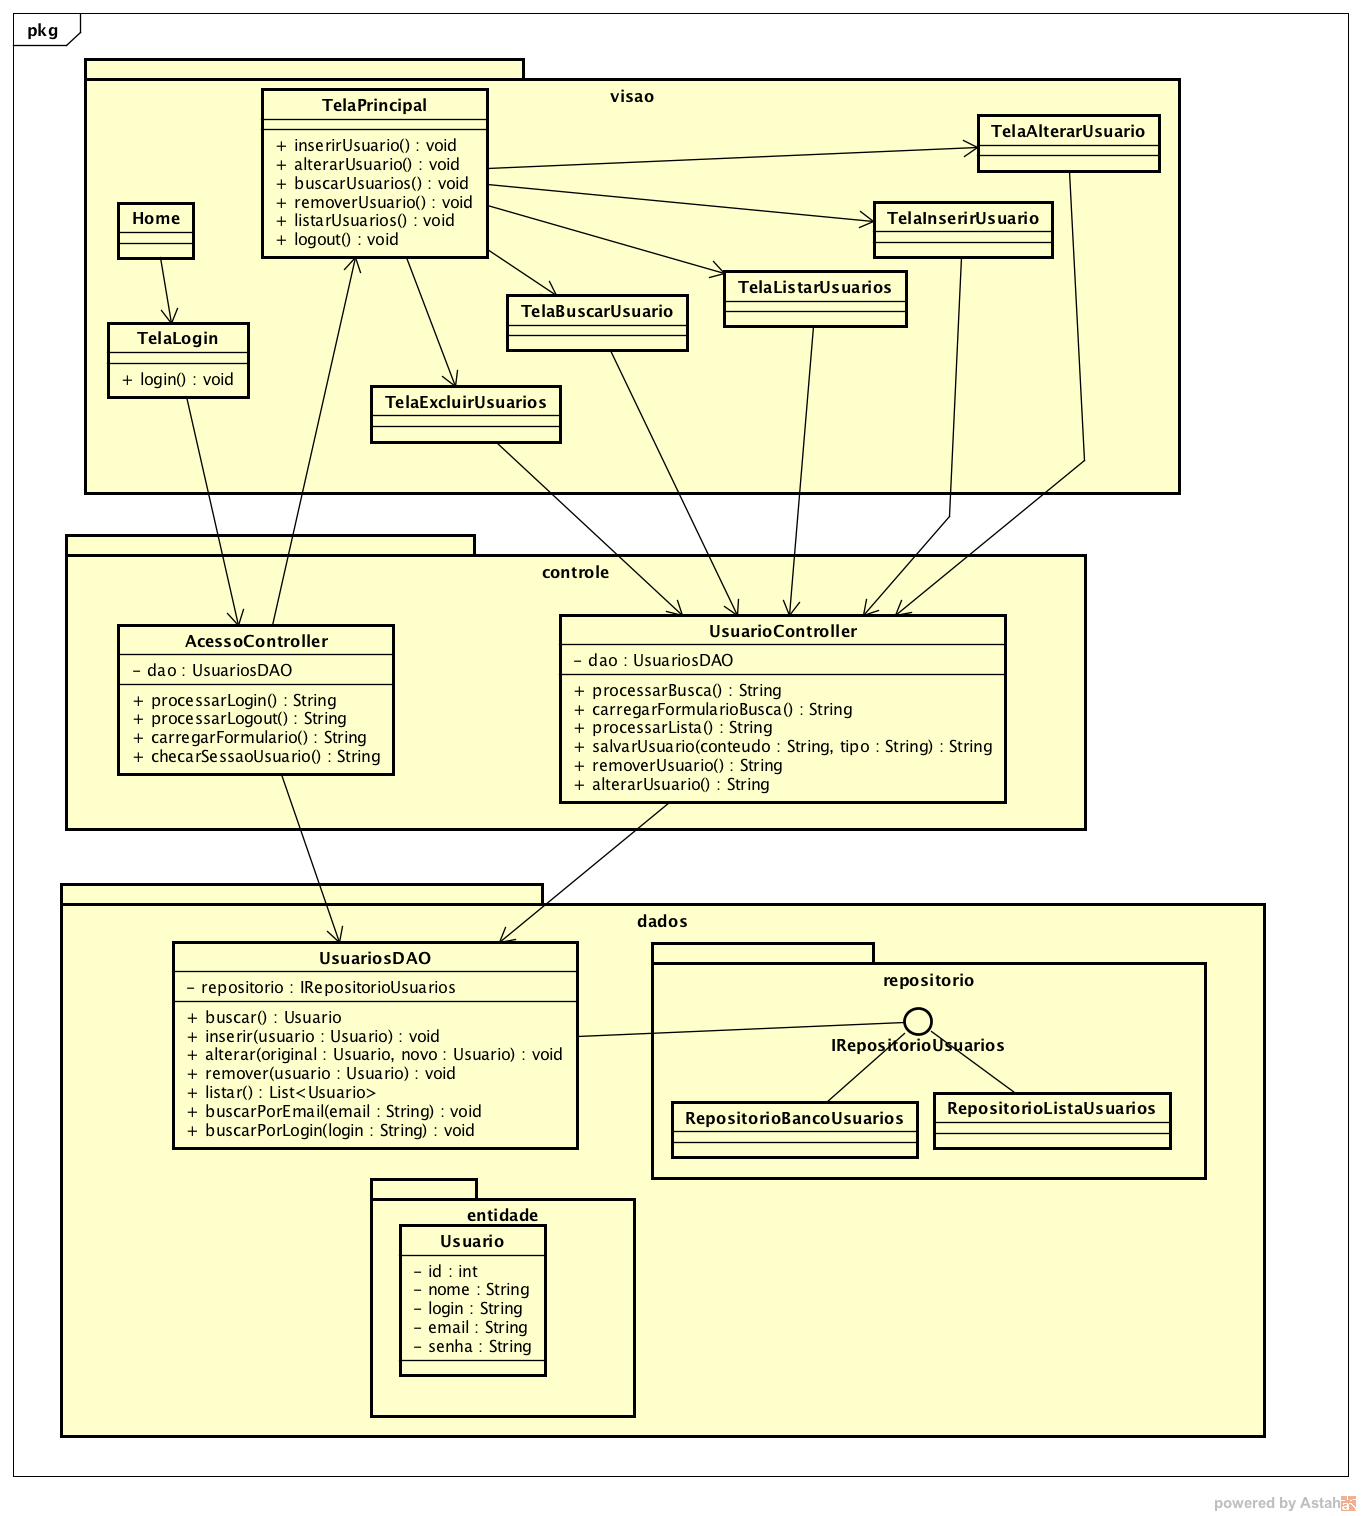 pkg
visao
TelaPrincipal
+ inserirUsuario() : void
+ alterarUsuario() : void
+ buscarUsuarios() : void
+ removerUsuario() : void
+ listarUsuarios() : void
+ logout() : void
TelaAlterarUsuario
Home
TelaInserirUsuario
TelaListarUsuarios
TelaBuscarUsuario
TelaLogin
+ login() : void
TelaExcluirUsuarios
controle
AcessoController
- dao : UsuariosDAO
+ processarLogin() : String
+ processarLogout() : String
+ carregarFormulario() : String
+ checarSessaoUsuario() : String
UsuarioController
- dao : UsuariosDAO
+ processarBusca() : String
+ carregarFormularioBusca() : String
+ processarLista() : String
+ salvarUsuario(conteudo : String, tipo : String) : String
+ removerUsuario() : String
+ alterarUsuario() : String
dados
UsuariosDAO
- repositorio : IRepositorioUsuarios
+ buscar() : Usuario
+ inserir(usuario : Usuario) : void
+ alterar(original : Usuario, novo : Usuario) : void
+ remover(usuario : Usuario) : void
+ listar() : List<Usuario>
+ buscarPorEmail(email : String) : void
+ buscarPorLogin(login : String) : void
repositorio
IRepositorioUsuarios
RepositorioBancoUsuarios
RepositorioListaUsuarios
entidade
Usuario
- id : int
- nome : String
- login : String
- email : String
- senha : String
powered by Astah